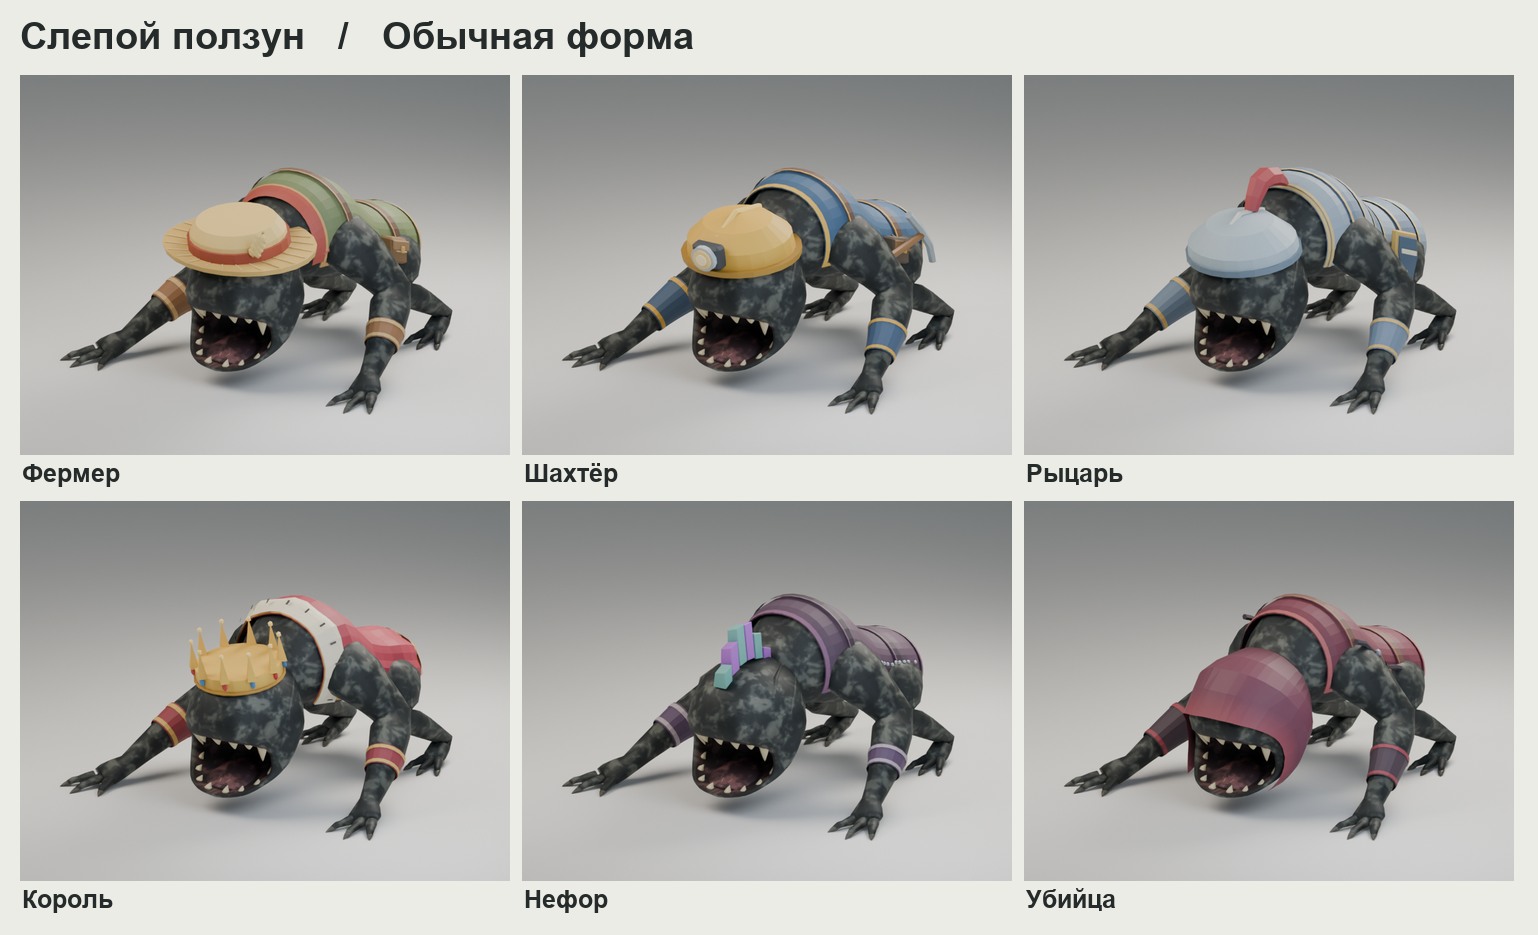 Слепой ползун / Обычная форма
Фермер
Шахтёр
Рыцарь
Король
Нефор
Убийца